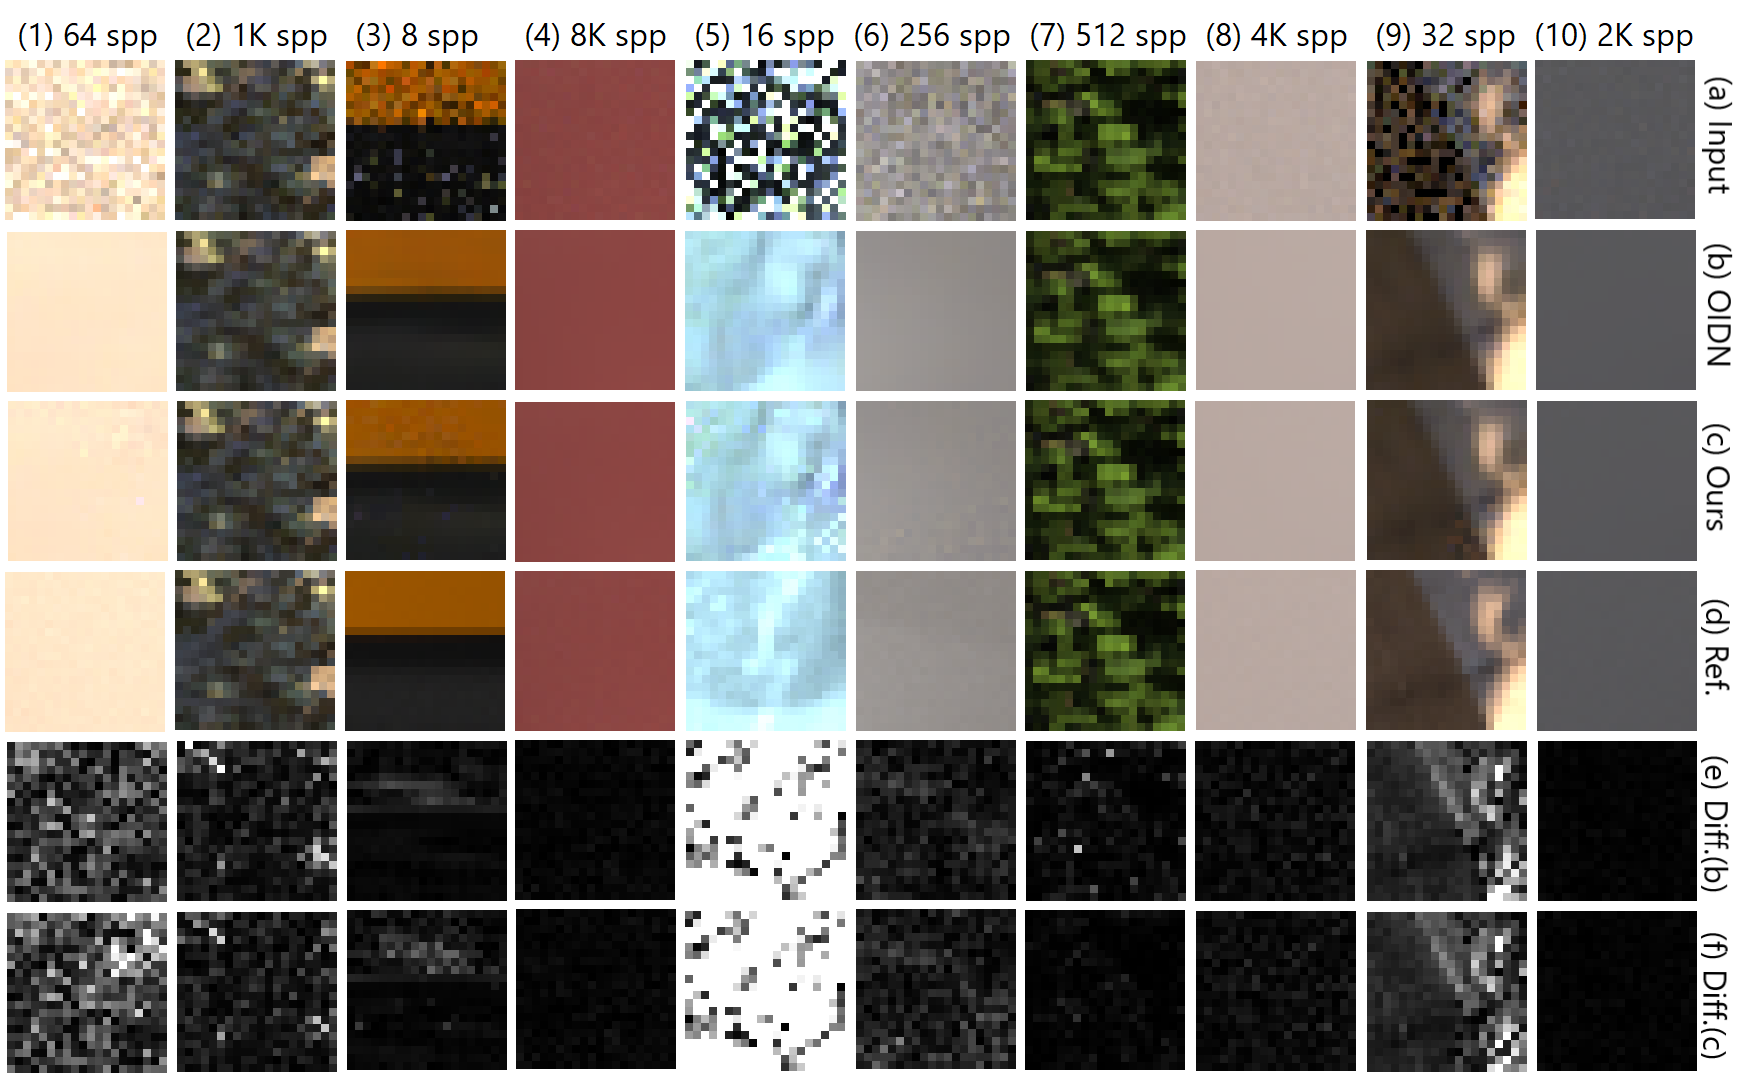 (1) 64 spp
(2) 1K spp
(3) 8 spp
(4) 8K spp
(5) 16 spp
(6) 256 spp
(7) 512 spp
(8) 4K spp
(9) 32 spp
(10) 2K spp
(a) Input
(b) OIDN
(c) Ours
(d) Ref.
(e) Diff.(b)
(f) Diff.(c)